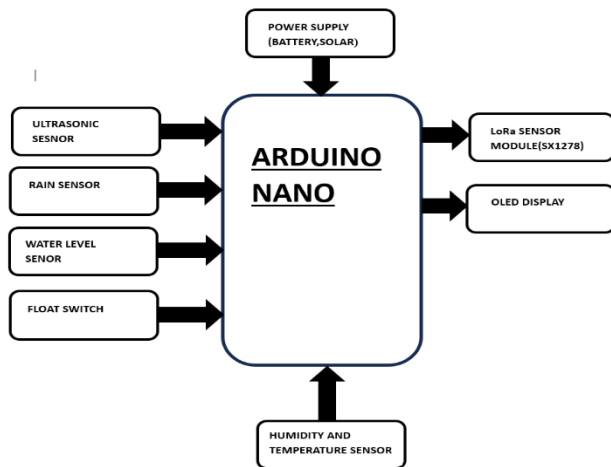 POWER SUPPLY
(BATTERY,SOLAR)
ULTRASONIC
SESNOR
RAIN SENSOR
WATER LEVEL
SENOR
FLOAT SWITCH
ARDUINO
NANO
LoRa SENSOR
MODULE(SX1278)
OLED DISPLAY
HUMIDITY AND
TEMPERATURE SENSOR